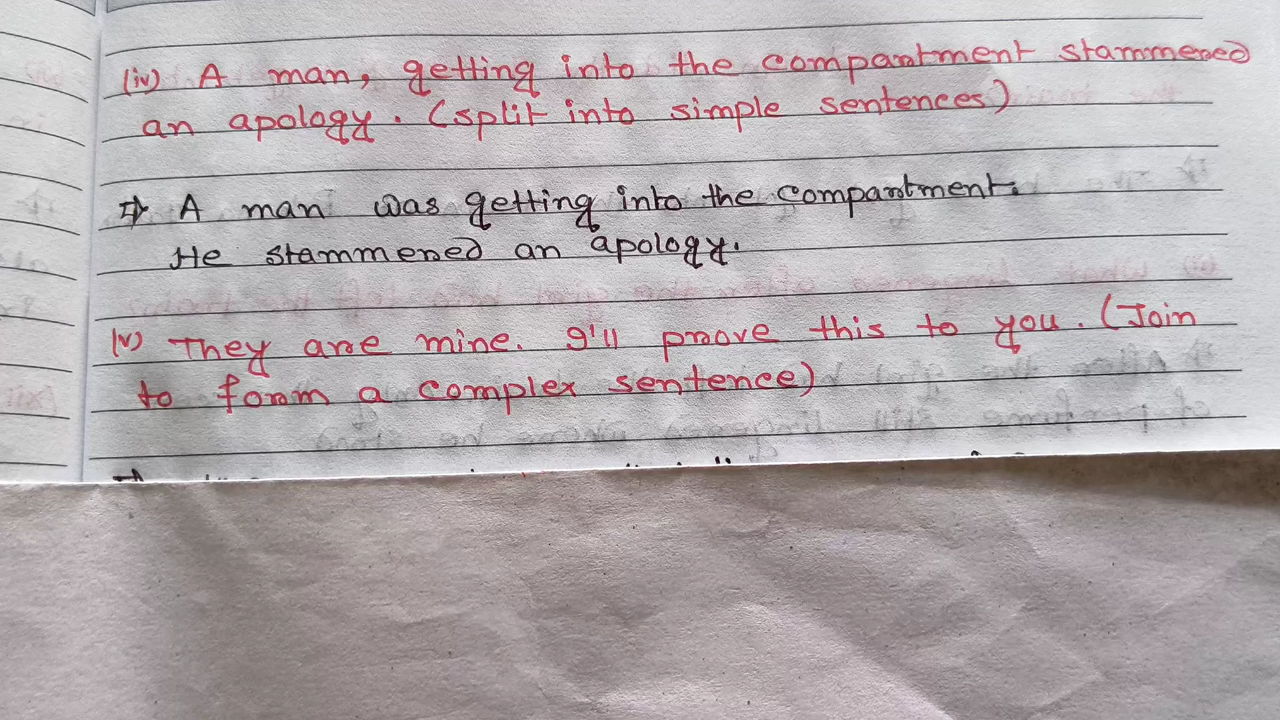 (iv) A man, getting into the compartment stammered
an apology. (split into simple sentences)
⇒ A man was getting into the compartment.
He stammered an apology.
(v) They are mine. I'll prove this to you. (Join
to form a complex sentence)